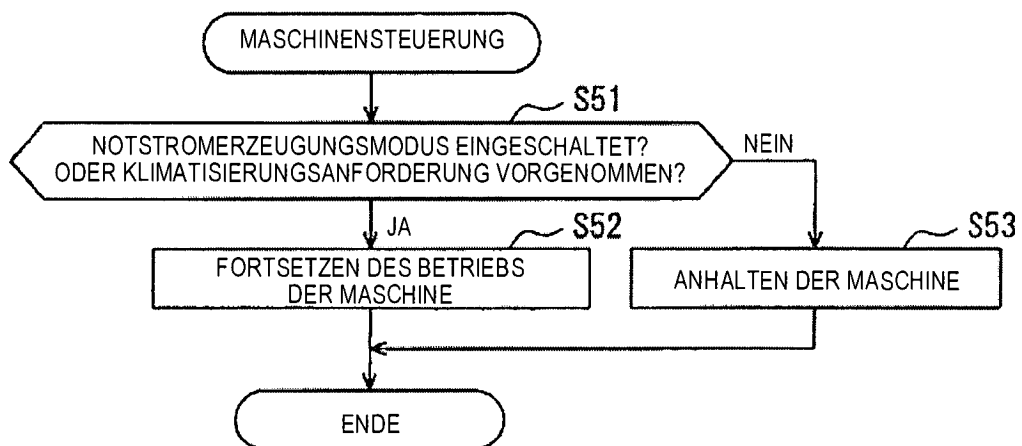 MASCHINENSTEUERUNG
S51
NOTSTROMERZEUGUNGSMODUS EINGESCHALTET?
ODER KLIMATISIERUNGSANFORDERUNG VORGENOMMEN?
NEIN
JA
S52
FORTSETZEN DES BETRIEBS
DER MASCHINE
S53
ANHALTEN DER MASCHINE
ENDE